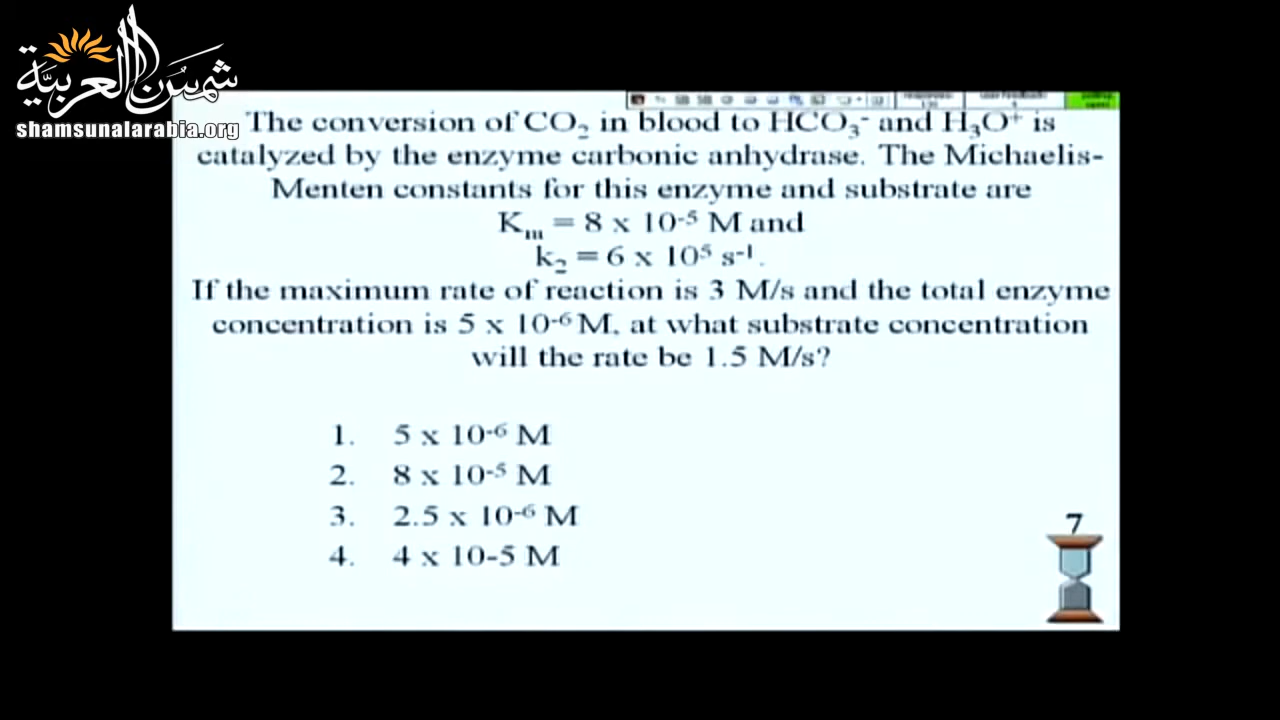 شمس العربية
shamsunalarabia.org
The conversion of CO₂ in blood to HCO₃⁻ and H₃O⁺ is
catalyzed by the enzyme carbonic anhydrase. The Michaelis-
Menten constants for this enzyme and substrate are
Kₘ = 8 x 10⁻⁵ M and
k₂ = 6 x 10⁵ s⁻¹.
If the maximum rate of reaction is 3 M/s and the total enzyme
concentration is 5 x 10⁻⁶ M, at what substrate concentration
will the rate be 1.5 M/s?
1. 5 x 10⁻⁶ M
2. 8 x 10⁻⁵ M
3. 2.5 x 10⁻⁶ M
4. 4 x 10-5 M
7